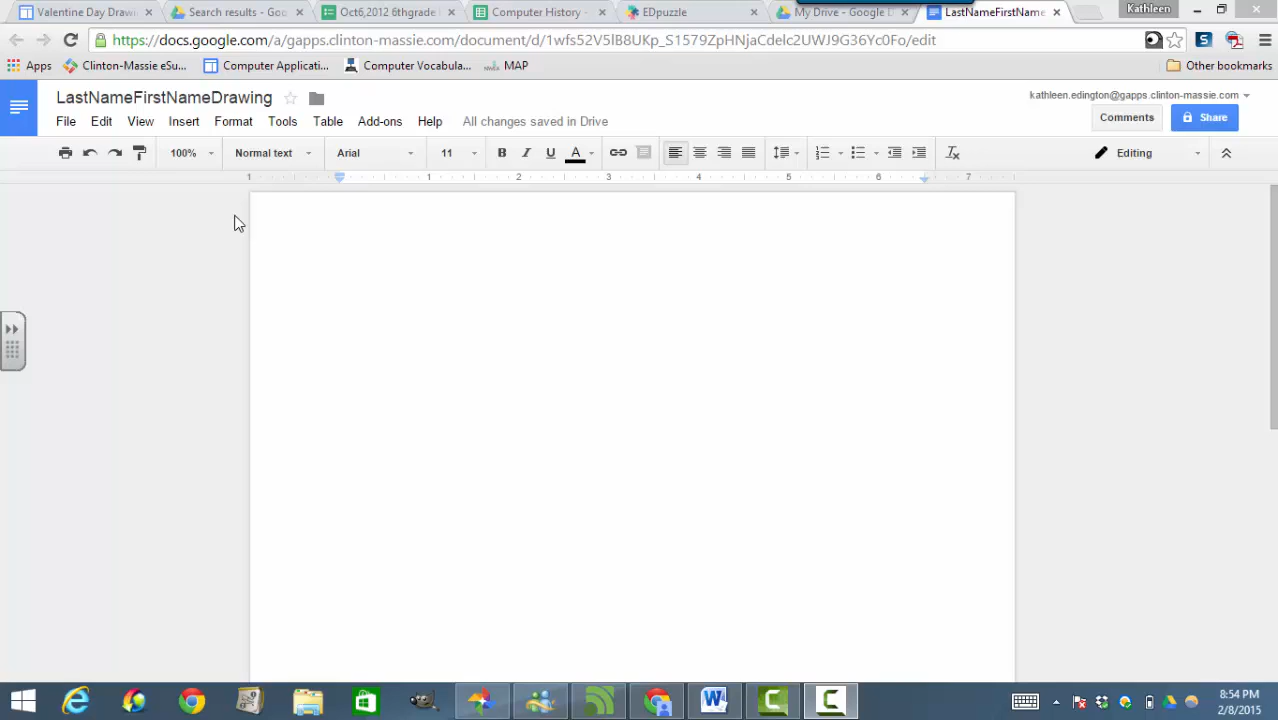 Valentine Day Drawi
Search results - Goo
Oct6,2012 6thgrade
Computer History -
EDpuzzle
My Drive - Google D
LastNameFirstName
Kathleen
https://docs.google.com/a/gapps.clinton-massie.com/document/d/1wfs52V5lB8UKp_S1579ZpHNjaCdelc2UWJ9G36Yc0Fo/edit
Apps Clinton-Massie eSu... Computer Applicati... Computer Vocabula... MAP Other bookmarks
LastNameFirstNameDrawing
kathleen.edington@gapps.clinton-massie.com
File Edit View Insert Format Tools Table Add-ons Help All changes saved in Drive
Comments Share
100% Normal text Arial 11 B I U A Editing
1 1 2 3 4 5 6 7
8:54 PM
2/8/2015